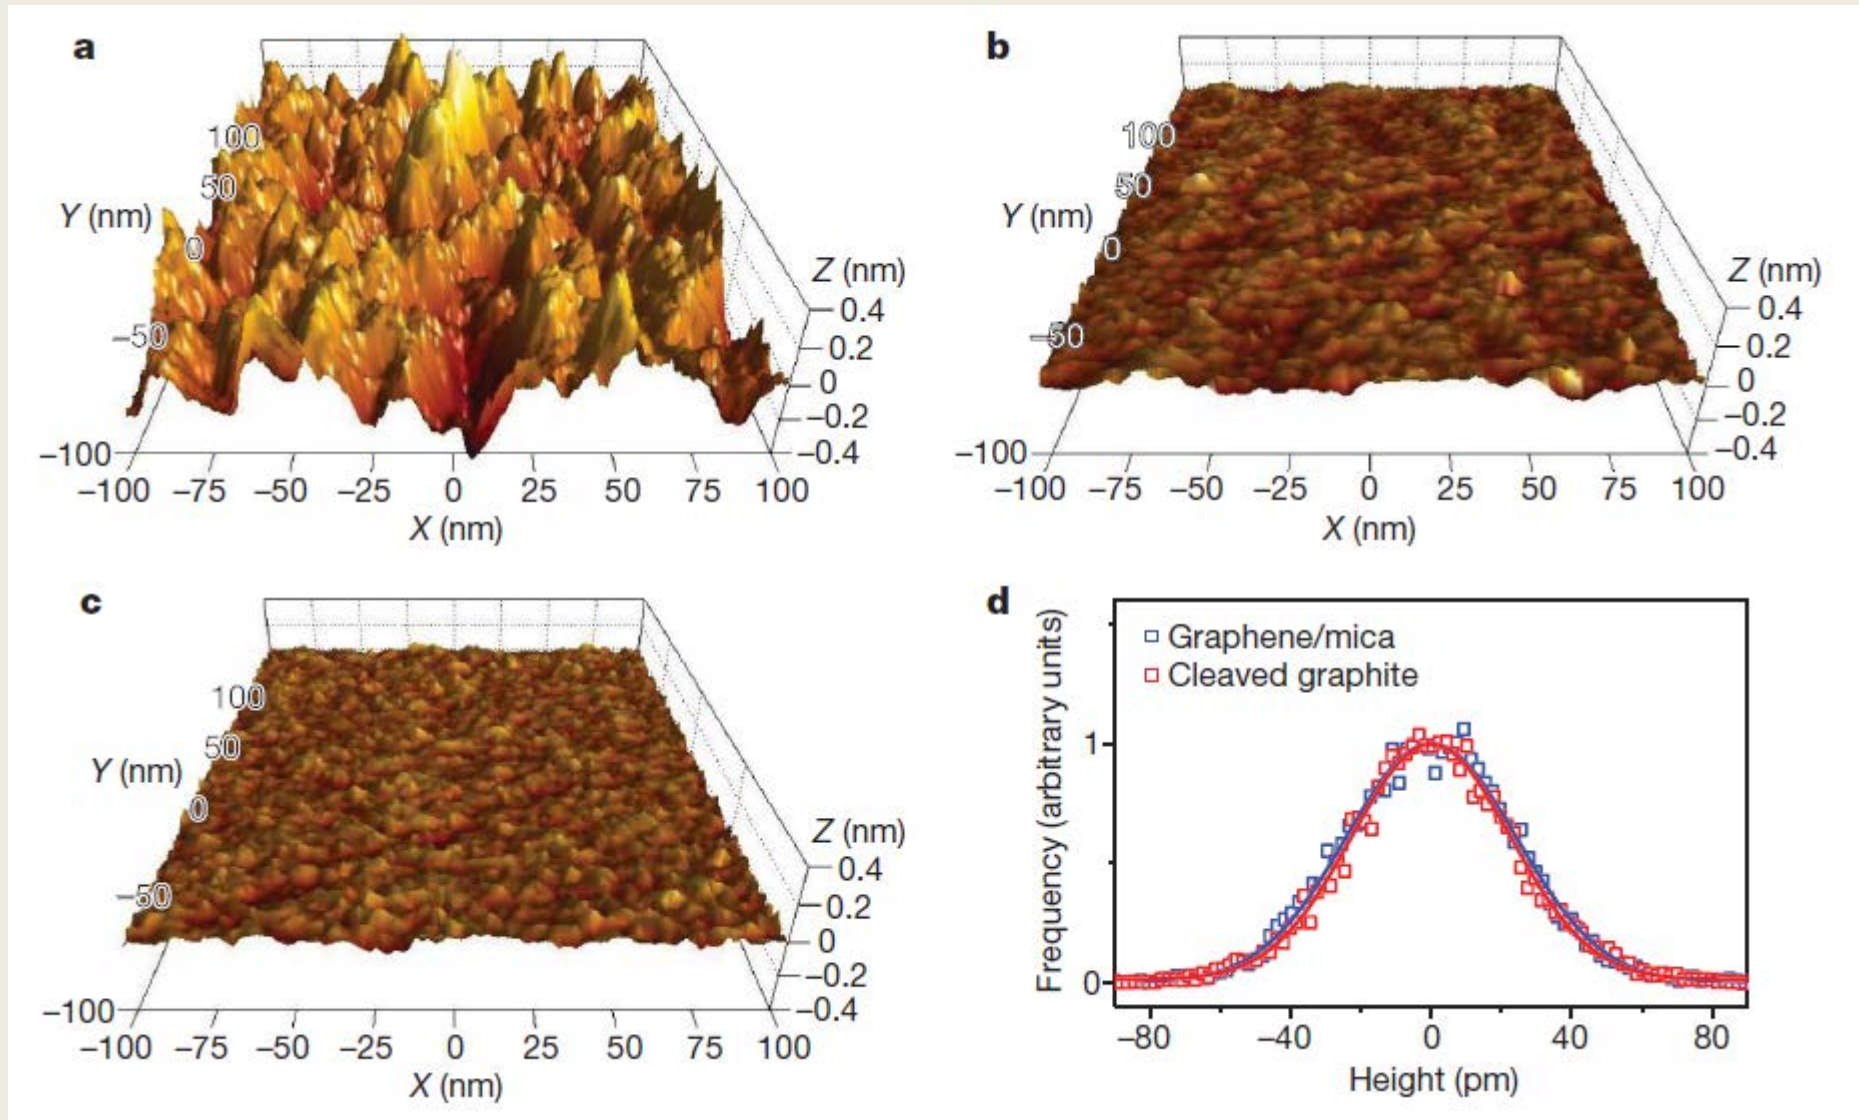 a
100
50
Y (nm)
0
−50
−100
Z (nm)
0.4
0.2
0
−0.2
−0.4
−100 −75 −50 −25 0 25 50 75 100
X (nm)
b
100
50
Y (nm)
0
−50
−100
Z (nm)
0.4
0.2
0
−0.2
−0.4
−100 −75 −50 −25 0 25 50 75 100
X (nm)
c
100
50
Y (nm)
0
−50
−100
Z (nm)
0.4
0.2
0
−0.2
−0.4
−100 −75 −50 −25 0 25 50 75 100
X (nm)
d
Frequency (arbitrary units)
Graphene/mica
Cleaved graphite
1
0
−80 −40 0 40 80
Height (pm)